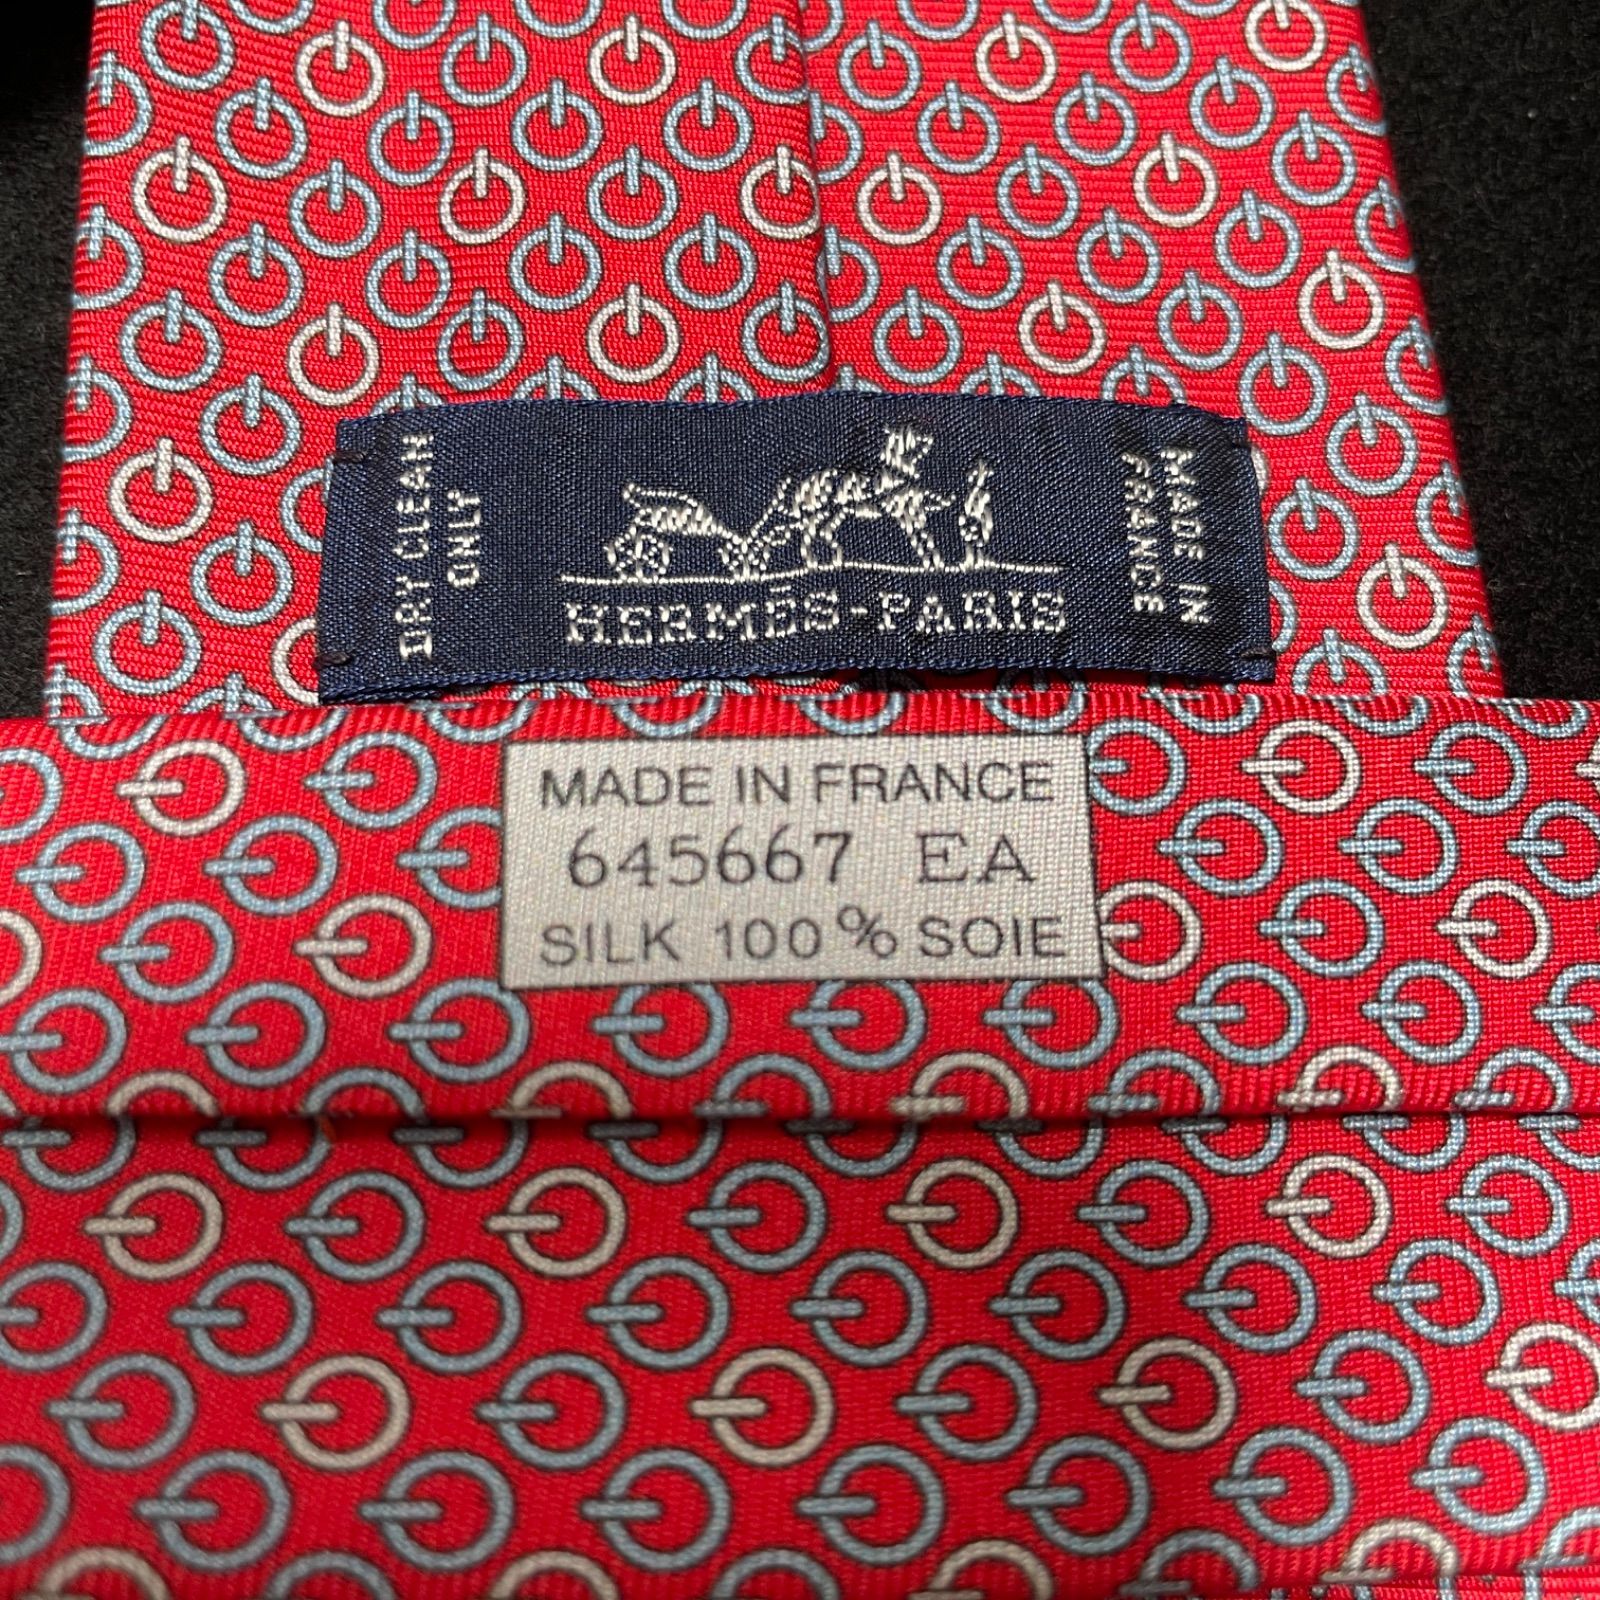 DRY CLEAN
ONLY
HERMÈS-PARIS
MADE IN
FRANCE
MADE IN FRANCE
645667 EA
SILK 100% SOIE